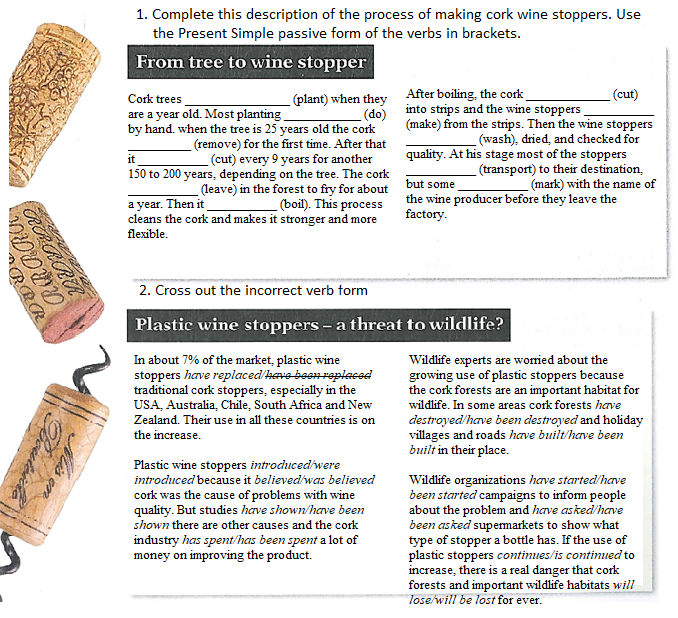 1. Complete this description of the process of making cork wine stoppers. Use
the Present Simple passive form of the verbs in brackets.
From tree to wine stopper
Cork trees ________________ (plant) when they
are a year old. Most planting ____________ (do)
by hand. when the tree is 25 years old the cork
___________ (remove) for the first time. After that
it ___________ (cut) every 9 years for another
150 to 200 years, depending on the tree. The cork
___________ (leave) in the forest to fry for about
a year. Then it ___________ (boil). This process
cleans the cork and makes it stronger and more
flexible.
After boiling, the cork _____________ (cut)
into strips and the wine stoppers ___________
(make) from the strips. Then the wine stoppers
___________ (wash), dried, and checked for
quality. At his stage most of the stoppers
___________ (transport) to their destination,
but some ___________ (mark) with the name of
the wine producer before they leave the
factory.
2. Cross out the incorrect verb form
Plastic wine stoppers – a threat to wildlife?
In about 7% of the market, plastic wine
stoppers have replaced/have been replaced
traditional cork stoppers, especially in the
USA, Australia, Chile, South Africa and New
Zealand. Their use in all these countries is on
the increase.
Plastic wine stoppers introduced/were
introduced because it believed/was believed
cork was the cause of problems with wine
quality. But studies have shown/have been
shown there are other causes and the cork
industry has spent/has been spent a lot of
money on improving the product.
Wildlife experts are worried about the
growing use of plastic stoppers because
the cork forests are an important habitat for
wildlife. In some areas cork forests have
destroyed/have been destroyed and holiday
villages and roads have built/have been
built in their place.
Wildlife organizations have started/have
been started campaigns to inform people
about the problem and have asked/have
been asked supermarkets to show what
type of stopper a bottle has. If the use of
plastic stoppers continues/is continued to
increase, there is a real danger that cork
forests and important wildlife habitats will
lose/will be lost for ever.